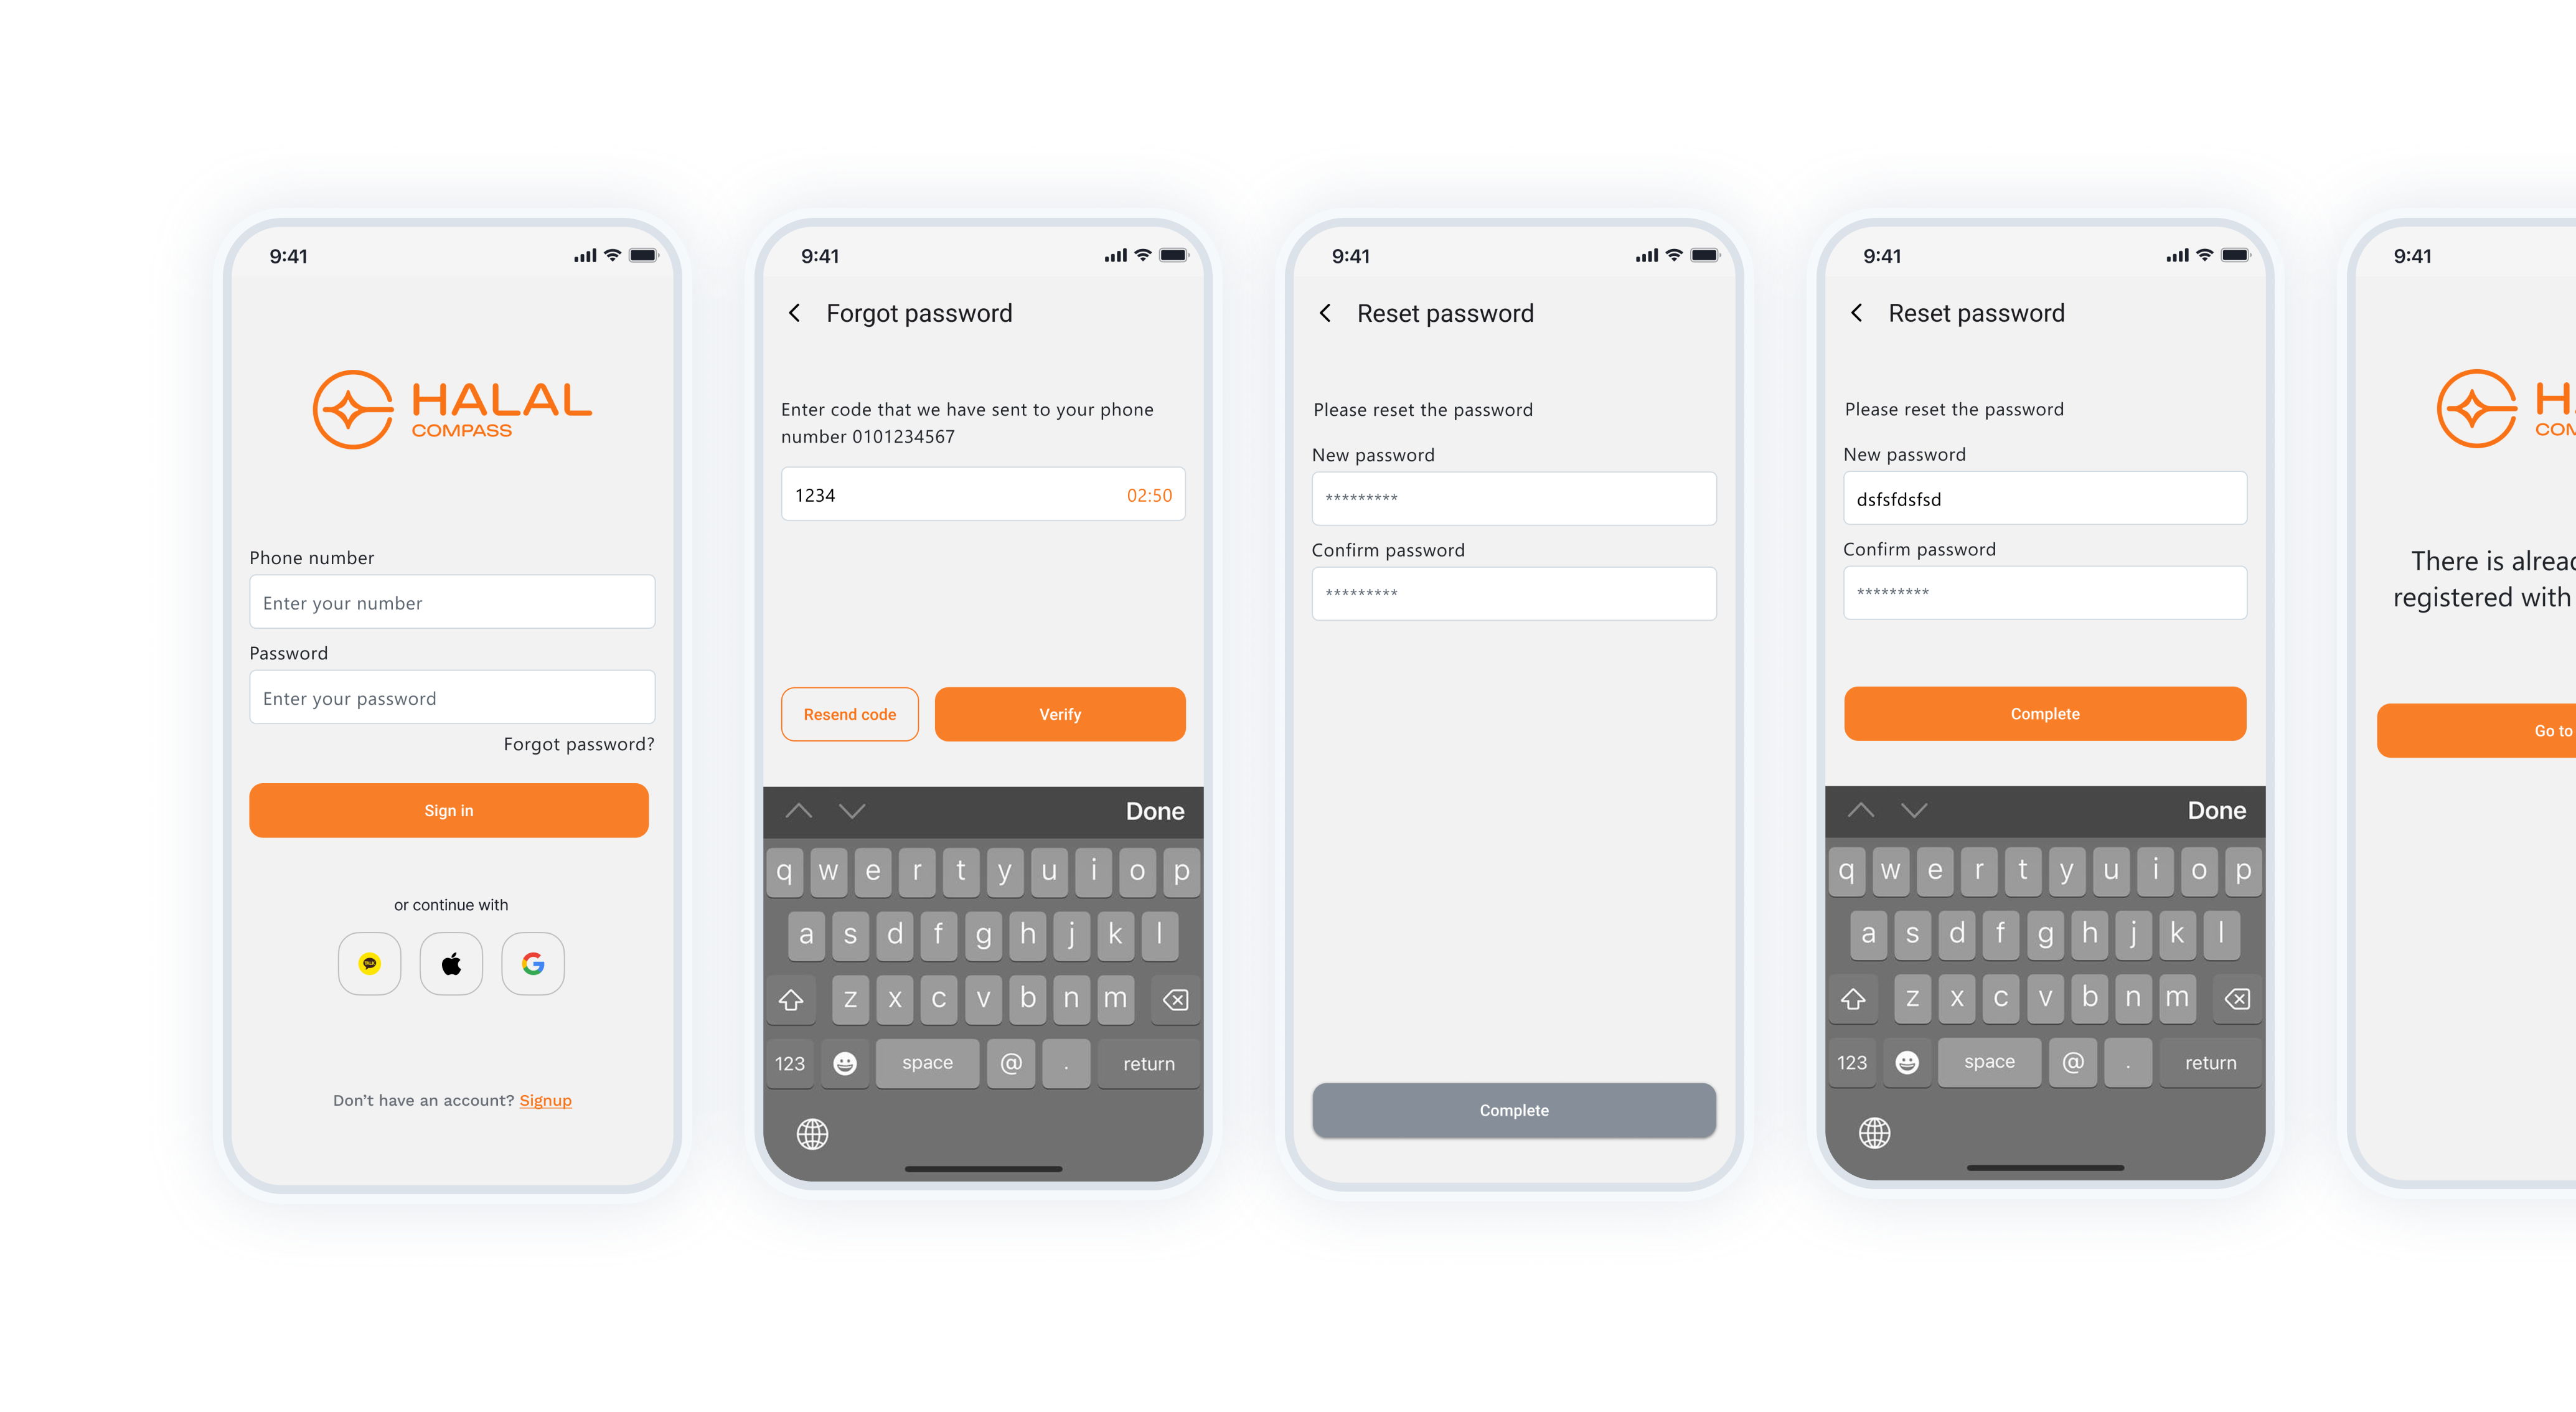 9:41
HALAL
COMPASS
Phone number
Enter your number
Password
Enter your password
Forgot password?
Sign in
or continue with
TALK
Don't have an account? Signup
9:41
Forgot password
Enter code that we have sent to your phone
number 0101234567
1234 02:50
Resend code Verify
Done
q w e r t y u i o p
a s d f g h j k l
z x c v b n m
123 space @ . return
9:41
Reset password
Please reset the password
New password
*********
Confirm password
*********
Complete
9:41
Reset password
Please reset the password
New password
dsfsfdsfsd
Confirm password
*********
Complete
Done
q w e r t y u i o p
a s d f g h j k l
z x c v b n m
123 space @ . return
9:41
There is
registered with
Go to